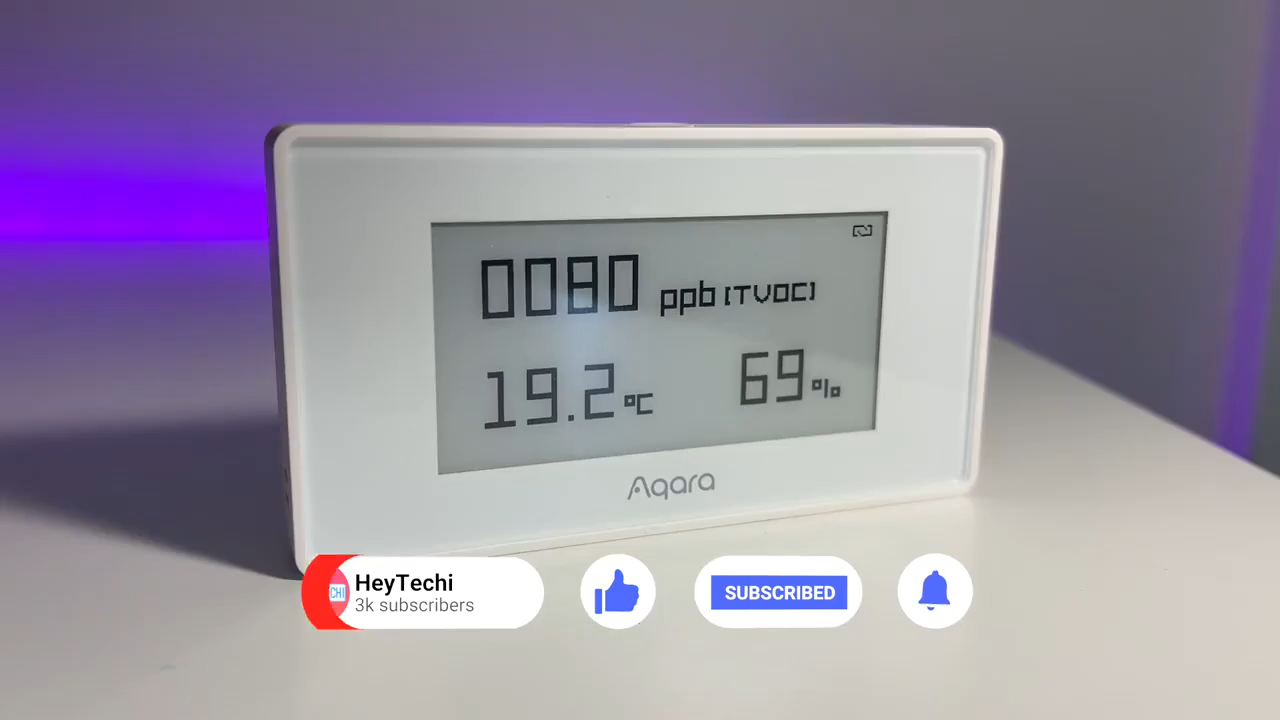 0080 ppb [TVOC]
19.2 °C 69 %
Aqara
CHI
HeyTechi
3k subscribers
SUBSCRIBED